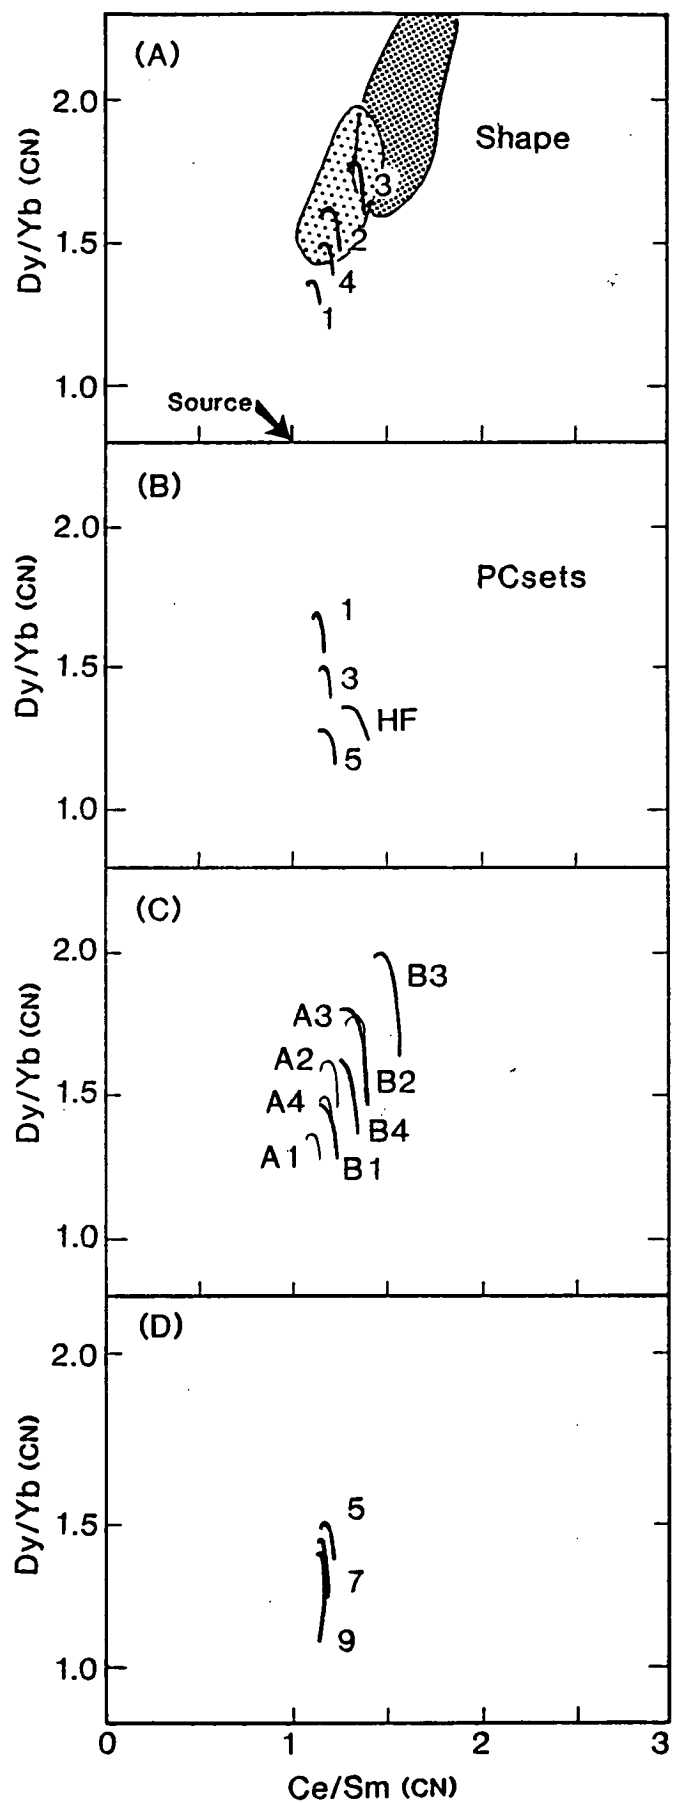 (A)
2.0
Shape
3
Dy/Yb (CN)
1.5
2
4
1
1.0
Source
(B)
2.0
PCsets
1
Dy/Yb (CN)
1.5
3
HF
5
1.0
(C)
2.0
B3
A3
Dy/Yb (CN)
A2
1.5
B2
A4
B4
A1
B1
1.0
(D)
2.0
Dy/Yb (CN)
5
1.5
7
9
1.0
0 1 2 3
Ce/Sm (CN)